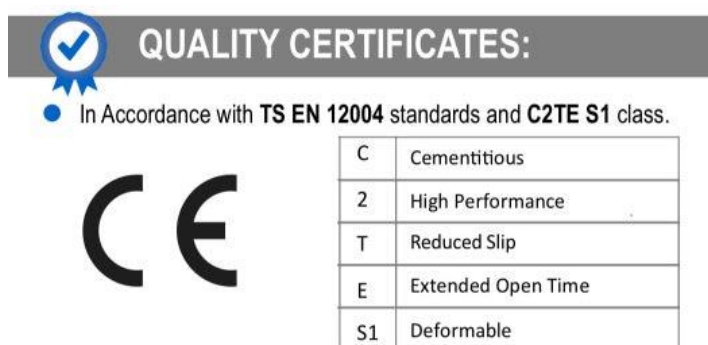 QUALITY CERTIFICATES:
In Accordance with TS EN 12004 standards and C2TE S1 class.
CE
C Cementitious
2 High Performance
T Reduced Slip
E Extended Open Time
S1 Deformable